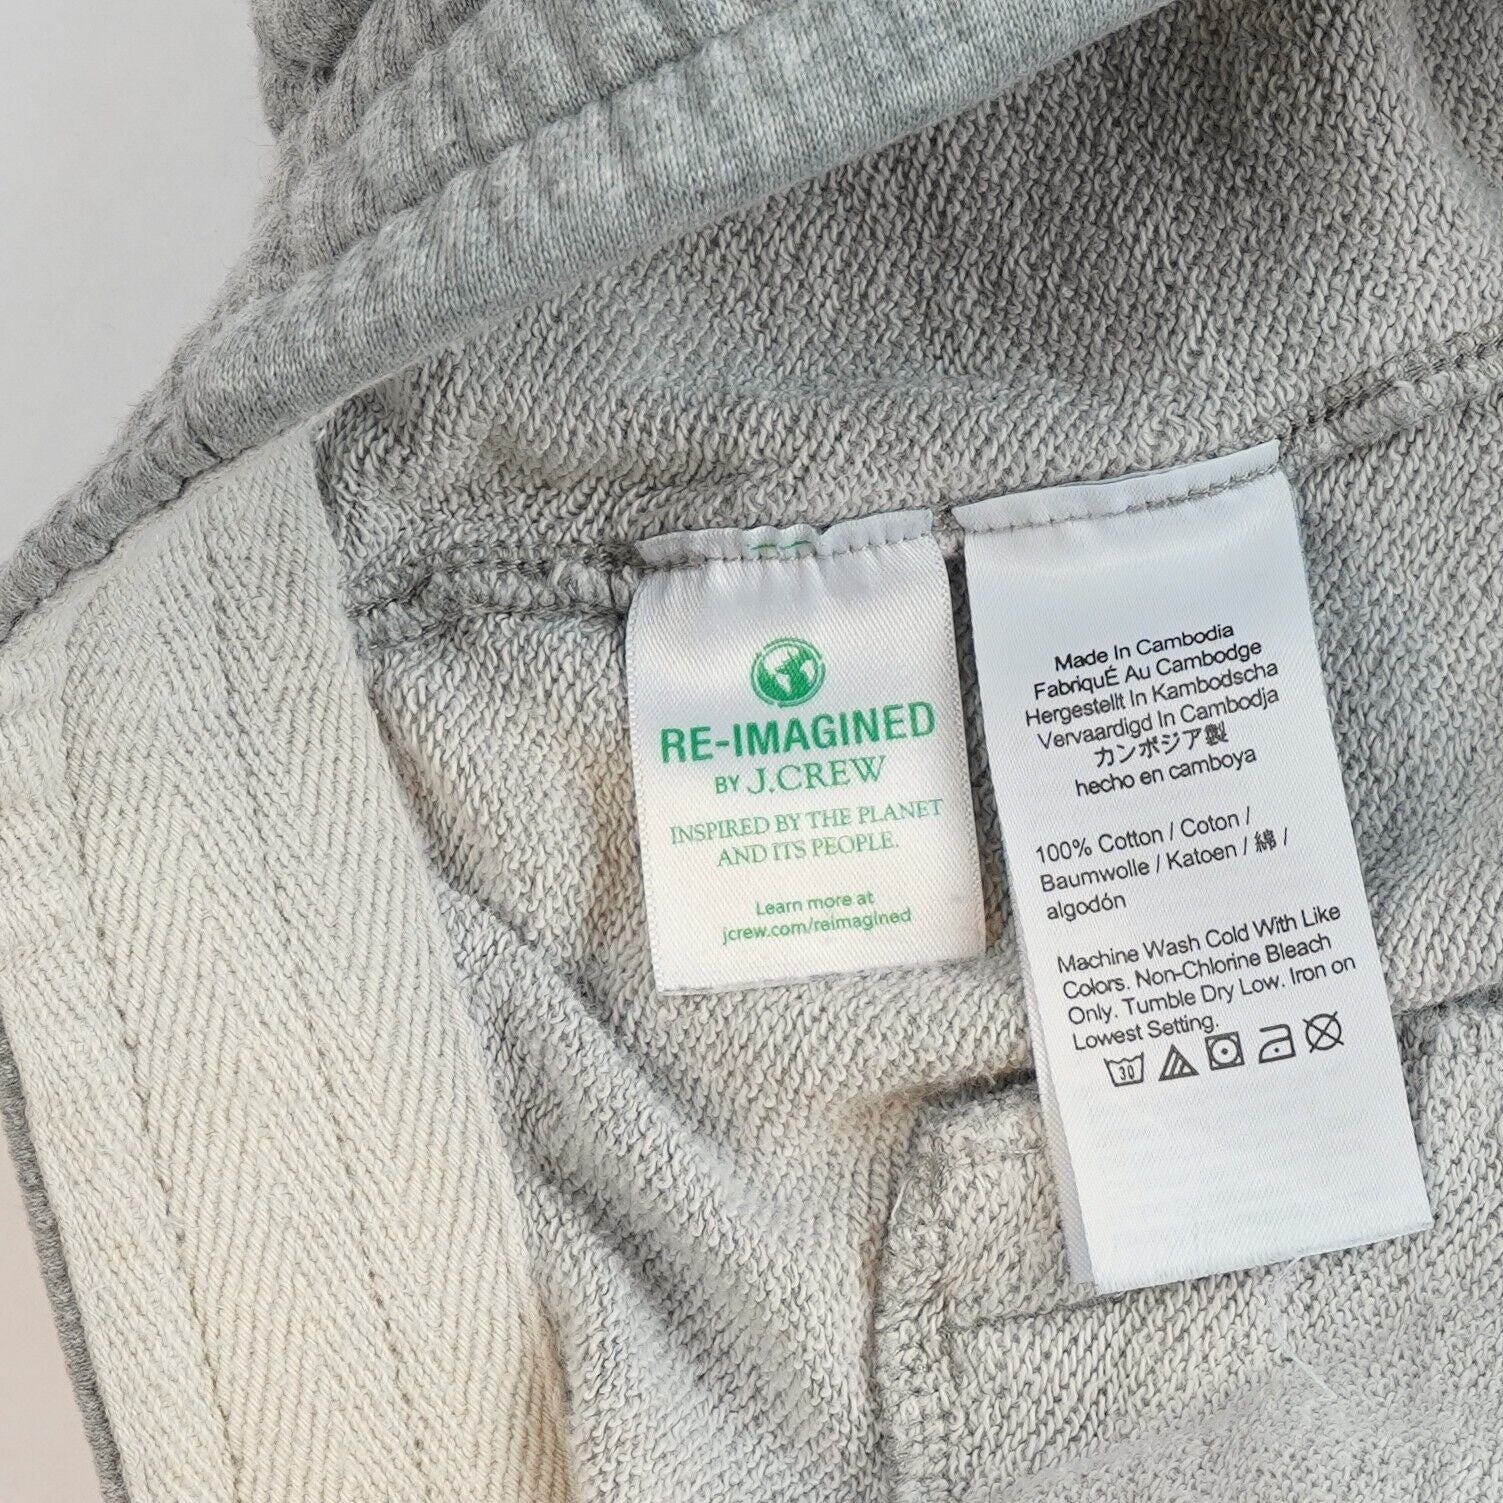 RE-IMAGINED
BY J.CREW
INSPIRED BY THE PLANET
AND ITS PEOPLE.
Learn more at
jcrew.com/reimagined
Made In Cambodia
FabriquÉ Au Cambodge
Hergestellt In Kambodscha
Vervaardigd In Cambodja
カンボジア製
hecho en camboya
100% Cotton / Coton /
Baumwolle / Katoen / 綿 /
algodón
Machine Wash Cold With Like
Colors. Non-Chlorine Bleach
Only. Tumble Dry Low. Iron on
Lowest Setting.
30